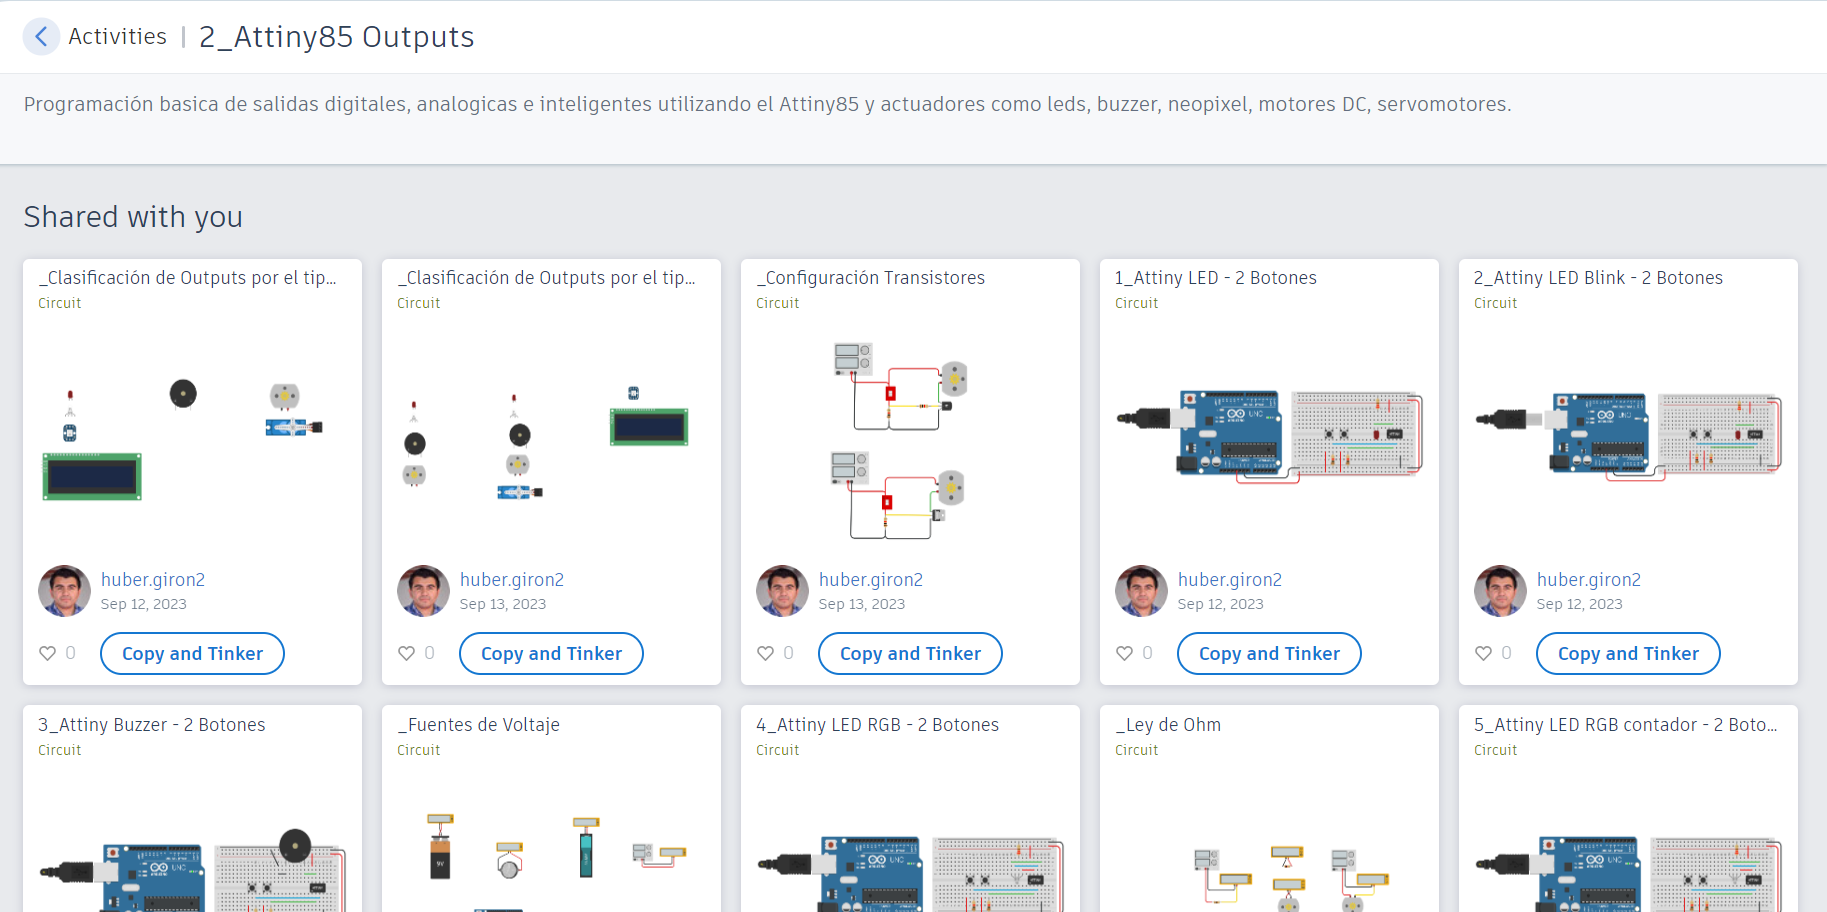 Activities | 2_Attiny85 Outputs
Programación basica de salidas digitales, analogicas e inteligentes utilizando el Attiny85 y actuadores como leds, buzzer, neopixel, motores DC, servomotores.
Shared with you
_Clasificación de Outputs por el tip...
Circuit
huber.giron2
Sep 12, 2023
0
Copy and Tinker
_Clasificación de Outputs por el tip...
Circuit
huber.giron2
Sep 13, 2023
0
Copy and Tinker
_Configuración Transistores
Circuit
huber.giron2
Sep 13, 2023
0
Copy and Tinker
1_Attiny LED - 2 Botones
Circuit
UNO
huber.giron2
Sep 12, 2023
0
Copy and Tinker
2_Attiny LED Blink - 2 Botones
Circuit
UNO
huber.giron2
Sep 12, 2023
0
Copy and Tinker
3_Attiny Buzzer - 2 Botones
Circuit
UNO
_Fuentes de Voltaje
Circuit
9V
4_Attiny LED RGB - 2 Botones
Circuit
UNO
_Ley de Ohm
Circuit
5_Attiny LED RGB contador - 2 Boto...
Circuit
UNO